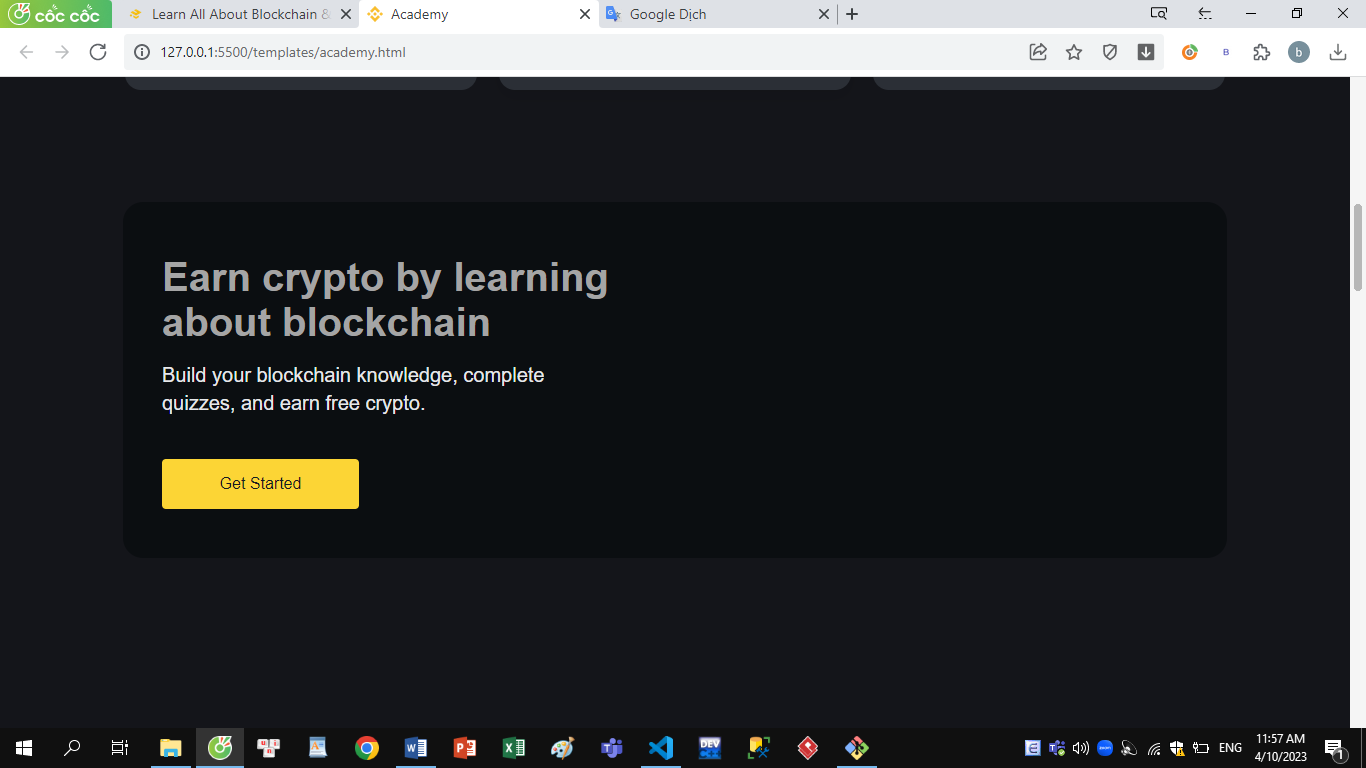 cốc cốc
Learn All About Blockchain &
Academy
Google Dịch
127.0.0.1:5500/templates/academy.html
B
b
Earn crypto by learning
about blockchain
Build your blockchain knowledge, complete
quizzes, and earn free crypto.
Get Started
DEV
ENG
11:57 AM
4/10/2023
1